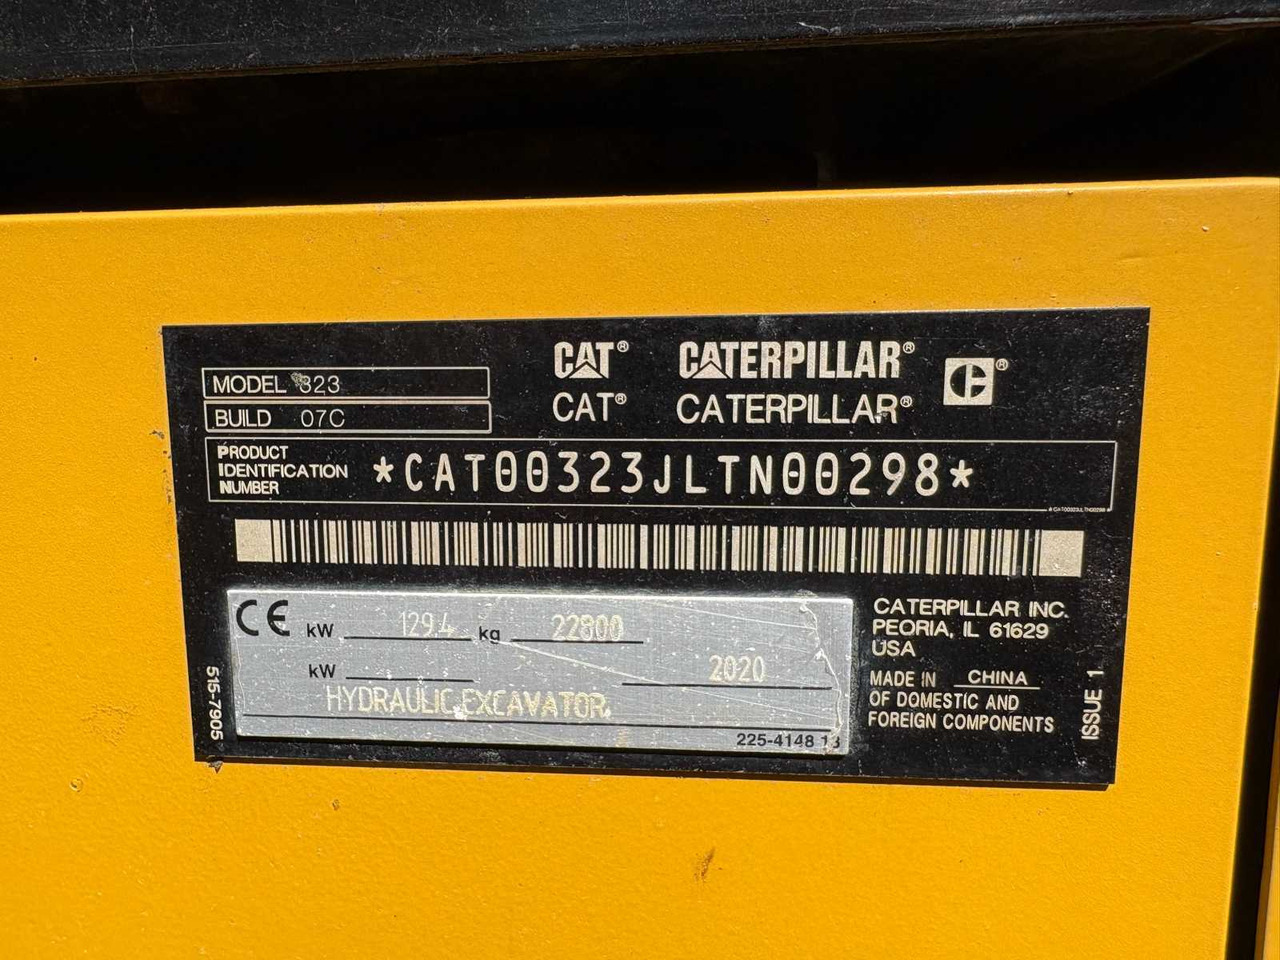 MODEL 323
BUILD 07C
CAT® CATERPILLAR®
CAT® CATERPILLAR®
PRODUCT
IDENTIFICATION
NUMBER
*CAT00323JLTN00298*
*CAT00323JLTN00298
CE kW 129.4 kg 22800
kW 2020
HYDRAULIC EXCAVATOR
225-4148 13
CATERPILLAR INC.
PEORIA, IL 61629
USA
MADE IN CHINA
OF DOMESTIC AND
FOREIGN COMPONENTS
515-7905
ISSUE 1